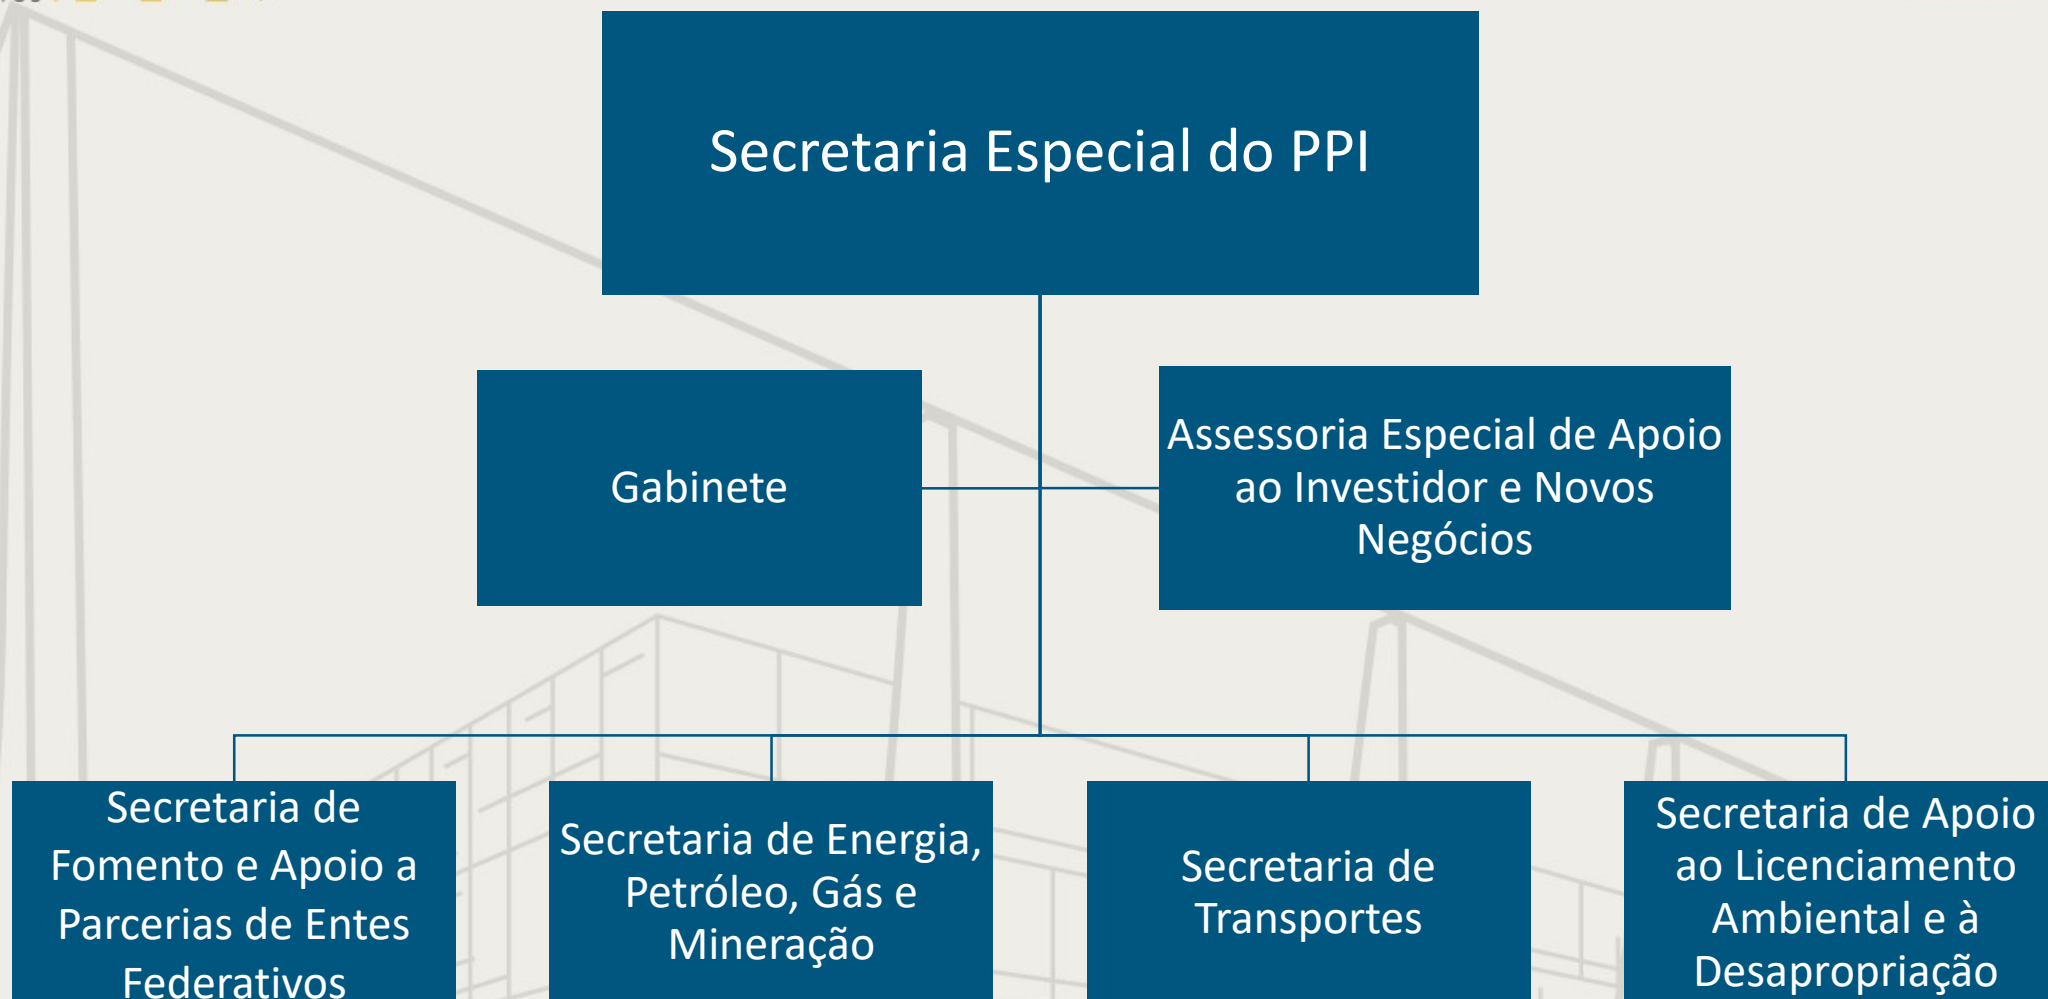 Secretaria Especial do PPI
Gabinete
Assessoria Especial de Apoio
ao Investidor e Novos
Negócios
Secretaria de
Fomento e Apoio a
Parcerias de Entes
Federativos
Secretaria de Energia,
Petróleo, Gás e
Mineração
Secretaria de
Transportes
Secretaria de Apoio
ao Licenciamento
Ambiental e à
Desapropriação